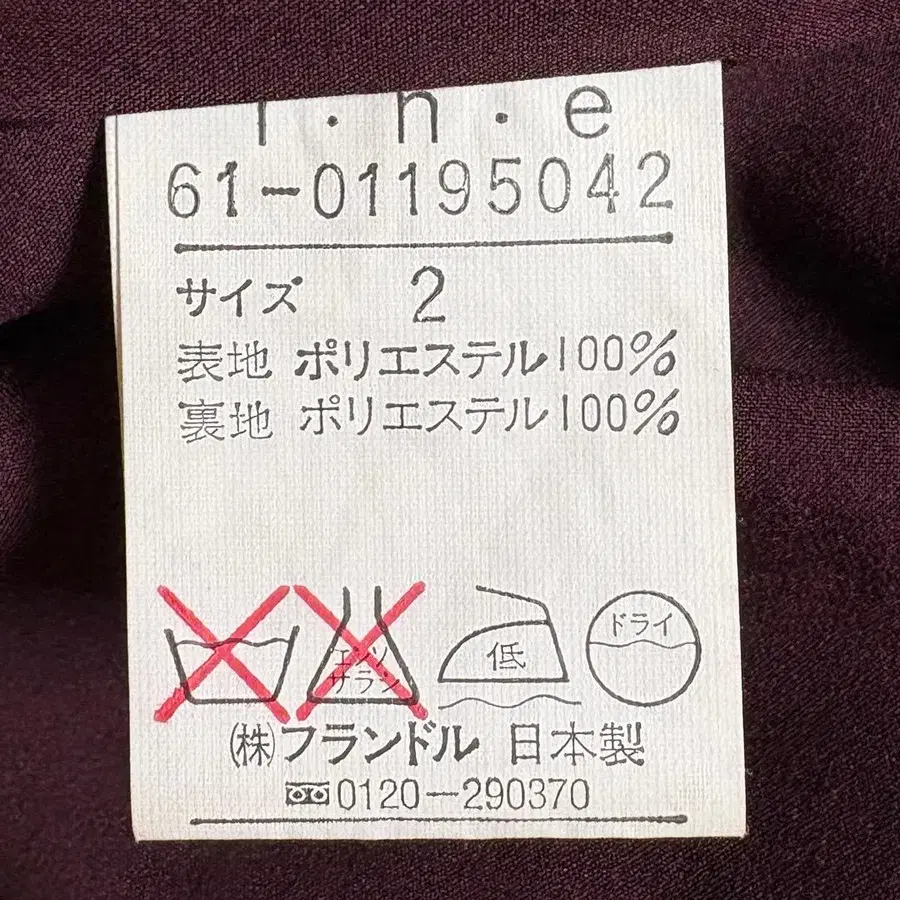 i・n・e
61-01195042
サイズ 2
表地 ポリエステル100%
裏地 ポリエステル100%
エンソ
サラシ
低
ドライ
(株)フランドル 日本製
0120-290370